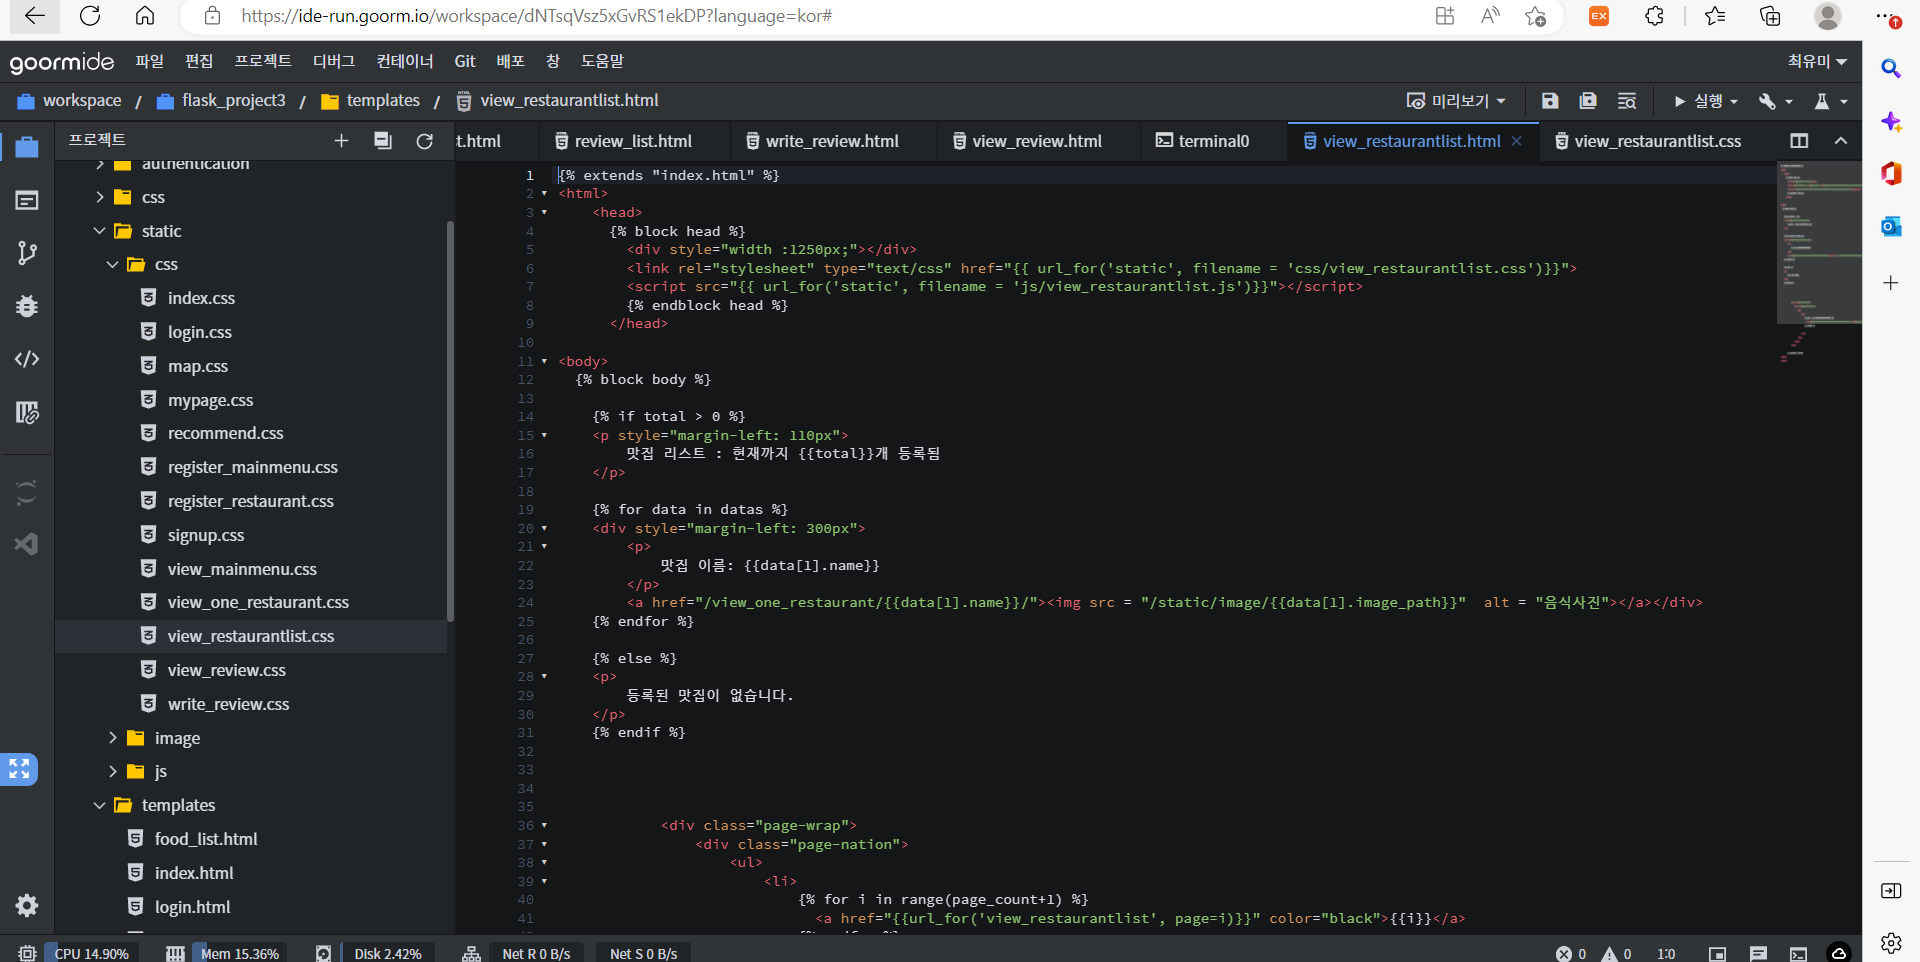 https://ide-run.goorm.io/workspace/dNTsqVsz5xGvRS1ekDP?language=kor#
EX
goormide 파일 편집 프로젝트 디버그 컨테이너 Git 배포 창 도움말 최유미
workspace / flask_project3 / templates / view_restaurantlist.html 미리보기 실행
프로젝트
t.html review_list.html write_review.html view_review.html terminal0 view_restaurantlist.html view_restaurantlist.css
authentication
css
static
css
index.css
login.css
map.css
mypage.css
recommend.css
register_mainmenu.css
register_restaurant.css
signup.css
view_mainmenu.css
view_one_restaurant.css
view_restaurantlist.css
view_review.css
write_review.css
image
js
templates
food_list.html
index.html
login.html
1 {% extends "index.html" %}
2 <html>
3 <head>
4 {% block head %}
5 <div style="width :1250px;"></div>
6 <link rel="stylesheet" type="text/css" href="{{ url_for('static', filename = 'css/view_restaurantlist.css')}}">
7 <script src="{{ url_for('static', filename = 'js/view_restaurantlist.js')}}"></script>
8 {% endblock head %}
9 </head>
10
11 <body>
12 {% block body %}
13
14 {% if total > 0 %}
15 <p style="margin-left: 110px">
16 맛집 리스트 : 현재까지 {{total}}개 등록됨
17 </p>
18
19 {% for data in datas %}
20 <div style="margin-left: 300px">
21 <p>
22 맛집 이름: {{data[1].name}}
23 </p>
24 <a href="/view_one_restaurant/{{data[1].name}}/"><img src = "/static/image/{{data[1].image_path}}" alt = "음식사진"></a></div>
25 {% endfor %}
26
27 {% else %}
28 <p>
29 등록된 맛집이 없습니다.
30 </p>
31 {% endif %}
32
33
34
35
36 <div class="page-wrap">
37 <div class="page-nation">
38 <ul>
39 <li>
40 {% for i in range(page_count+1) %}
41 <a href="{{url_for('view_restaurantlist', page=i)}}" color="black">{{i}}</a>
CPU 14.90% Mem 15.36% Disk 2.42% Net R 0 B/s Net S 0 B/s 0 0 1:0